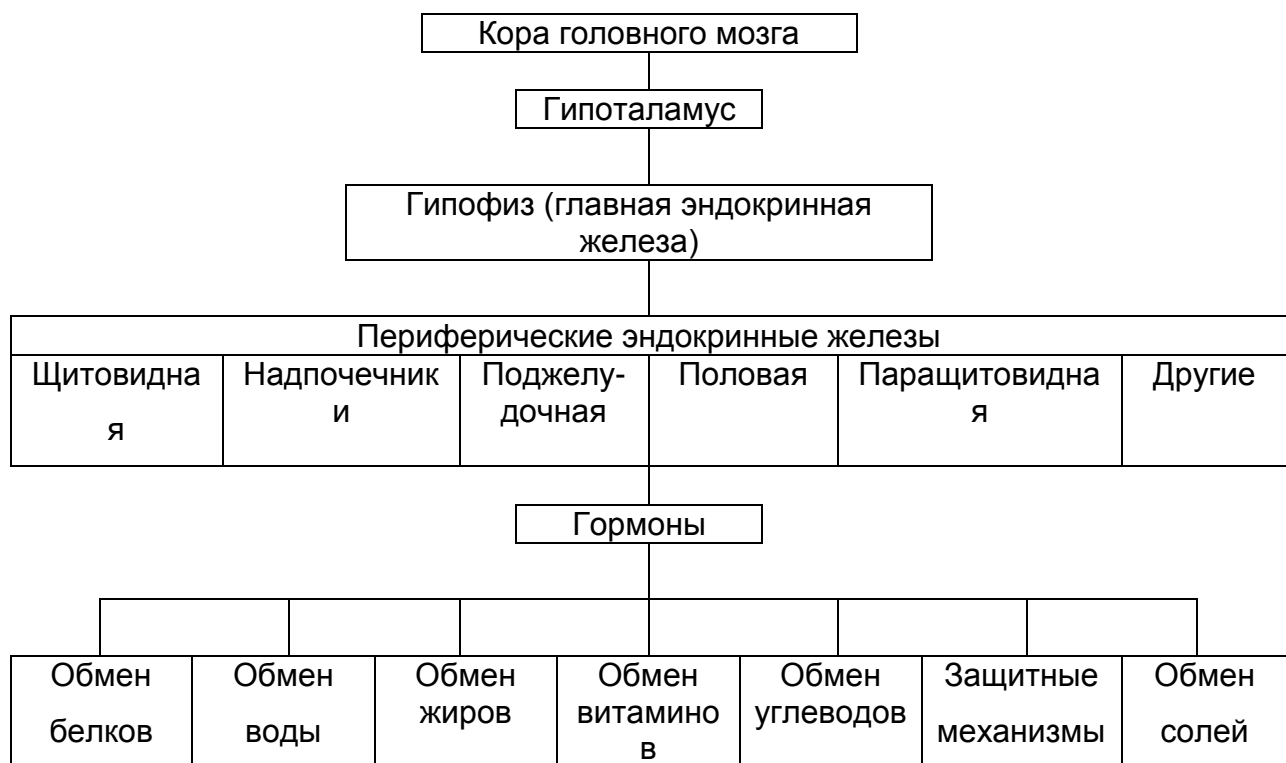 Кора головного мозга
Гипоталамус
Гипофиз (главная эндокринная
железа)
Периферические эндокринные железы
Щитовидна
я
Надпочечник
и
Поджелу-
дочная
Половая
Паращитовидна
я
Другие
Гормоны
Обмен
белков
Обмен
воды
Обмен
жиров
Обмен
витамино
в
Обмен
углеводов
Защитные
механизмы
Обмен
солей